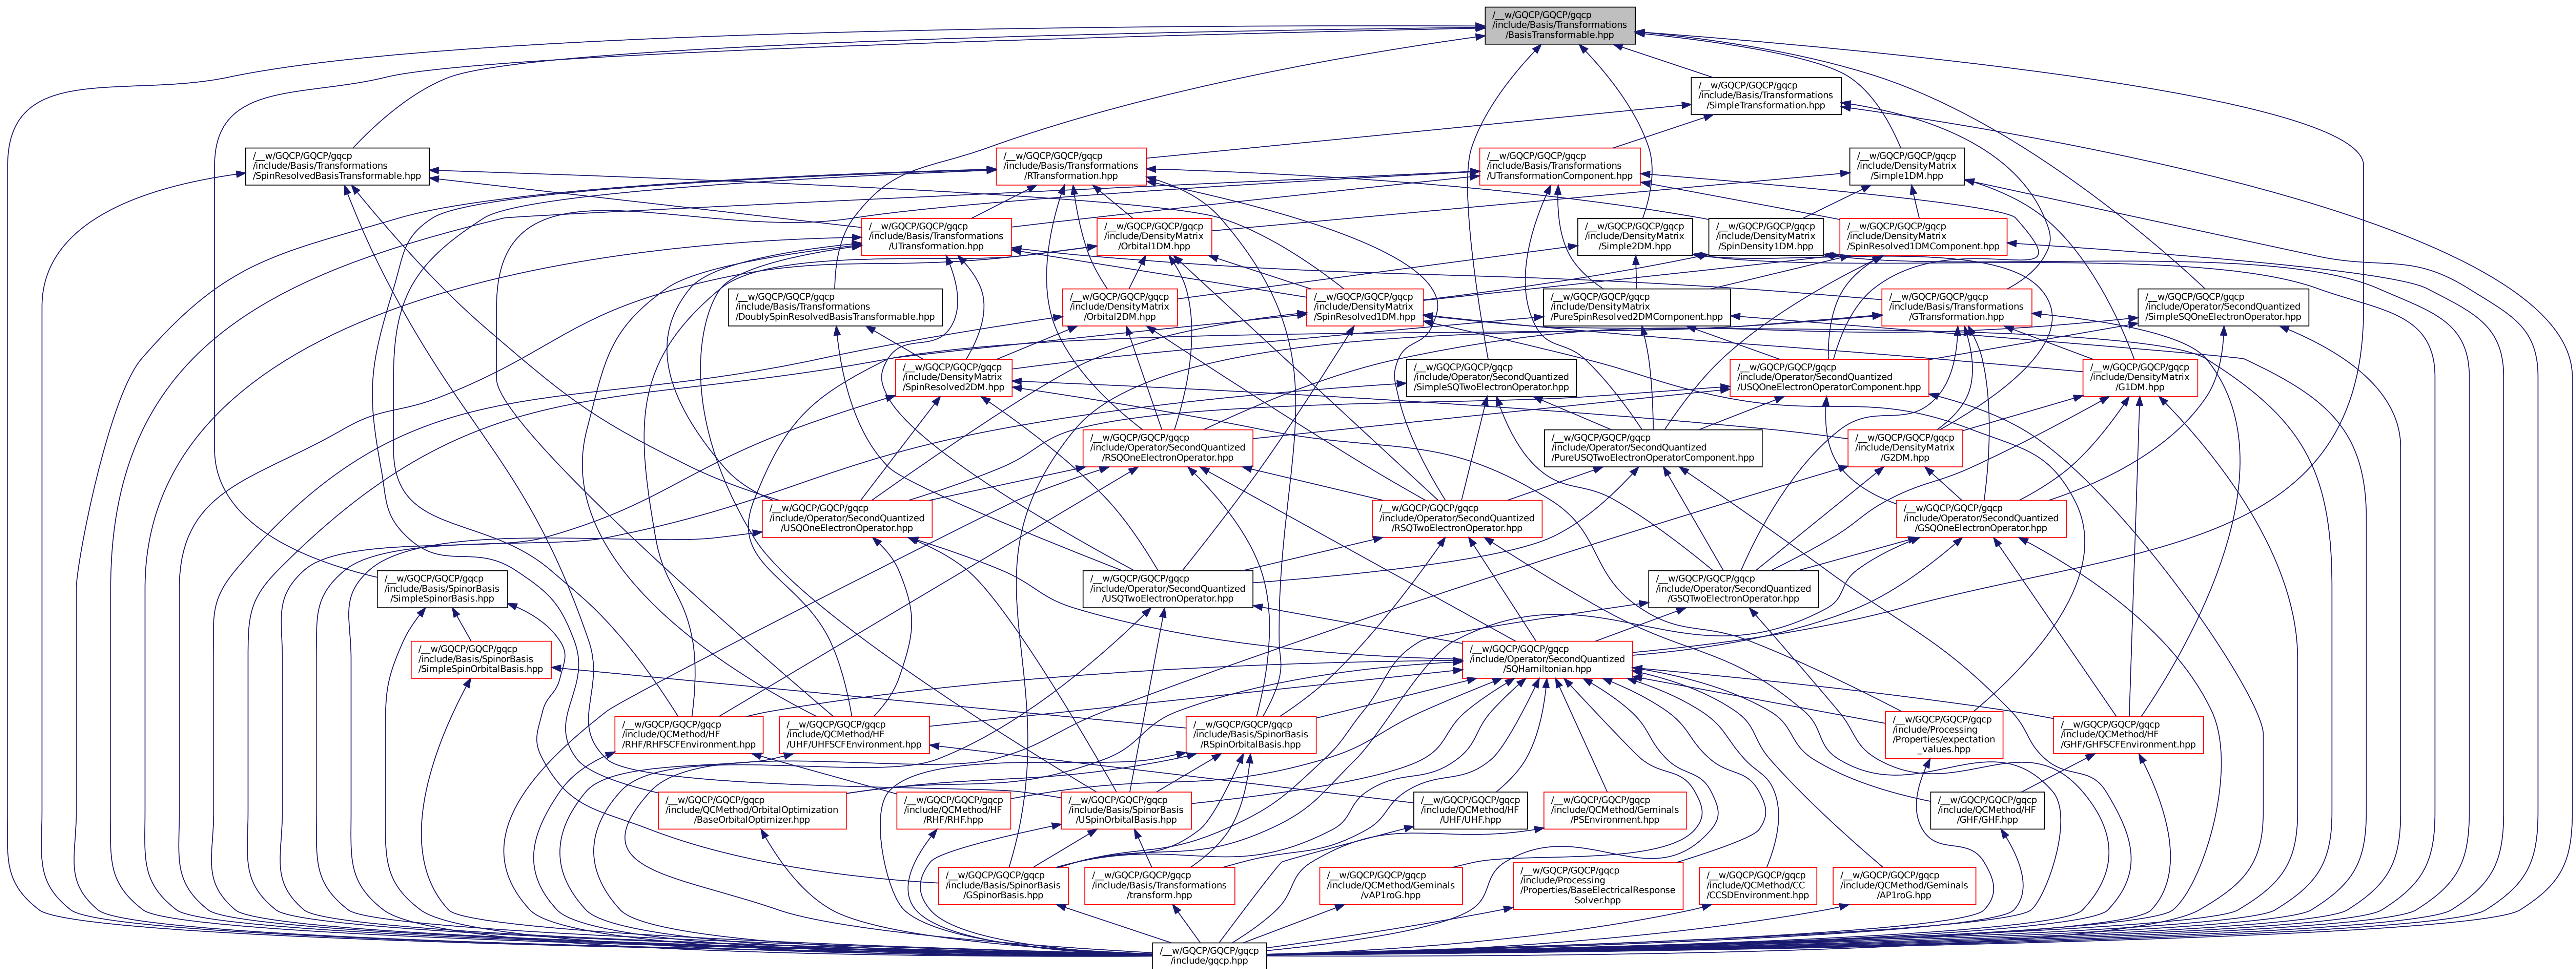 /__w/GQCP/GQCP/gqcp
/include/Basis/Transformations
/BasisTransformable.hpp
/__w/GQCP/GQCP/gqcp
/include/Basis/Transformations
/SimpleTransformation.hpp
/__w/GQCP/GQCP/gqcp
/include/Basis/Transformations
/SpinResolvedBasisTransformable.hpp
/__w/GQCP/GQCP/gqcp
/include/Basis/Transformations
/RTransformation.hpp
/__w/GQCP/GQCP/gqcp
/include/Basis/Transformations
/UTransformationComponent.hpp
/__w/GQCP/GQCP/gqcp
/include/DensityMatrix
/Simple1DM.hpp
/__w/GQCP/GQCP/gqcp
/include/Basis/Transformations
/UTransformation.hpp
/__w/GQCP/GQCP/gqcp
/include/DensityMatrix
/Orbital1DM.hpp
/__w/GQCP/GQCP/gqcp
/include/DensityMatrix
/Simple2DM.hpp
/__w/GQCP/GQCP/gqcp
/include/DensityMatrix
/SpinDensity1DM.hpp
/__w/GQCP/GQCP/gqcp
/include/DensityMatrix
/SpinResolved1DMComponent.hpp
/__w/GQCP/GQCP/gqcp
/include/Basis/Transformations
/DoublySpinResolvedBasisTransformable.hpp
/__w/GQCP/GQCP/gqcp
/include/DensityMatrix
/Orbital2DM.hpp
/__w/GQCP/GQCP/gqcp
/include/DensityMatrix
/SpinResolved1DM.hpp
/__w/GQCP/GQCP/gqcp
/include/DensityMatrix
/PureSpinResolved2DMComponent.hpp
/__w/GQCP/GQCP/gqcp
/include/Basis/Transformations
/GTransformation.hpp
/__w/GQCP/GQCP/gqcp
/include/Operator/SecondQuantized
/SimpleSQOneElectronOperator.hpp
/__w/GQCP/GQCP/gqcp
/include/DensityMatrix
/SpinResolved2DM.hpp
/__w/GQCP/GQCP/gqcp
/include/Operator/SecondQuantized
/SimpleSQTwoElectronOperator.hpp
/__w/GQCP/GQCP/gqcp
/include/Operator/SecondQuantized
/USQOneElectronOperatorComponent.hpp
/__w/GQCP/GQCP/gqcp
/include/DensityMatrix
/G1DM.hpp
/__w/GQCP/GQCP/gqcp
/include/Operator/SecondQuantized
/RSQOneElectronOperator.hpp
/__w/GQCP/GQCP/gqcp
/include/Operator/SecondQuantized
/PureUSQTwoElectronOperatorComponent.hpp
/__w/GQCP/GQCP/gqcp
/include/DensityMatrix
/G2DM.hpp
/__w/GQCP/GQCP/gqcp
/include/Operator/SecondQuantized
/USQOneElectronOperator.hpp
/__w/GQCP/GQCP/gqcp
/include/Operator/SecondQuantized
/RSQTwoElectronOperator.hpp
/__w/GQCP/GQCP/gqcp
/include/Operator/SecondQuantized
/GSQOneElectronOperator.hpp
/__w/GQCP/GQCP/gqcp
/include/Basis/SpinorBasis
/SimpleSpinorBasis.hpp
/__w/GQCP/GQCP/gqcp
/include/Operator/SecondQuantized
/USQTwoElectronOperator.hpp
/__w/GQCP/GQCP/gqcp
/include/Operator/SecondQuantized
/GSQTwoElectronOperator.hpp
/__w/GQCP/GQCP/gqcp
/include/Basis/SpinorBasis
/SimpleSpinOrbitalBasis.hpp
/__w/GQCP/GQCP/gqcp
/include/Operator/SecondQuantized
/SQHamiltonian.hpp
/__w/GQCP/GQCP/gqcp
/include/QCMethod/HF
/RHF/RHFSCFEnvironment.hpp
/__w/GQCP/GQCP/gqcp
/include/QCMethod/HF
/UHF/UHFSCFEnvironment.hpp
/__w/GQCP/GQCP/gqcp
/include/Basis/SpinorBasis
/RSpinOrbitalBasis.hpp
/__w/GQCP/GQCP/gqcp
/include/Processing
/Properties/expectation
_values.hpp
/__w/GQCP/GQCP/gqcp
/include/QCMethod/HF
/GHF/GHFSCFEnvironment.hpp
/__w/GQCP/GQCP/gqcp
/include/QCMethod/OrbitalOptimization
/BaseOrbitalOptimizer.hpp
/__w/GQCP/GQCP/gqcp
/include/QCMethod/HF
/RHF/RHF.hpp
/__w/GQCP/GQCP/gqcp
/include/Basis/SpinorBasis
/USpinOrbitalBasis.hpp
/__w/GQCP/GQCP/gqcp
/include/QCMethod/HF
/UHF/UHF.hpp
/__w/GQCP/GQCP/gqcp
/include/QCMethod/Geminals
/PSEnvironment.hpp
/__w/GQCP/GQCP/gqcp
/include/QCMethod/HF
/GHF/GHF.hpp
/__w/GQCP/GQCP/gqcp
/include/Basis/SpinorBasis
/GSpinorBasis.hpp
/__w/GQCP/GQCP/gqcp
/include/Basis/Transformations
/transform.hpp
/__w/GQCP/GQCP/gqcp
/include/QCMethod/Geminals
/vAP1roG.hpp
/__w/GQCP/GQCP/gqcp
/include/Processing
/Properties/BaseElectricalResponse
Solver.hpp
/__w/GQCP/GQCP/gqcp
/include/QCMethod/CC
/CCSDEnvironment.hpp
/__w/GQCP/GQCP/gqcp
/include/QCMethod/Geminals
/AP1roG.hpp
/__w/GQCP/GQCP/gqcp
/include/gqcp.hpp